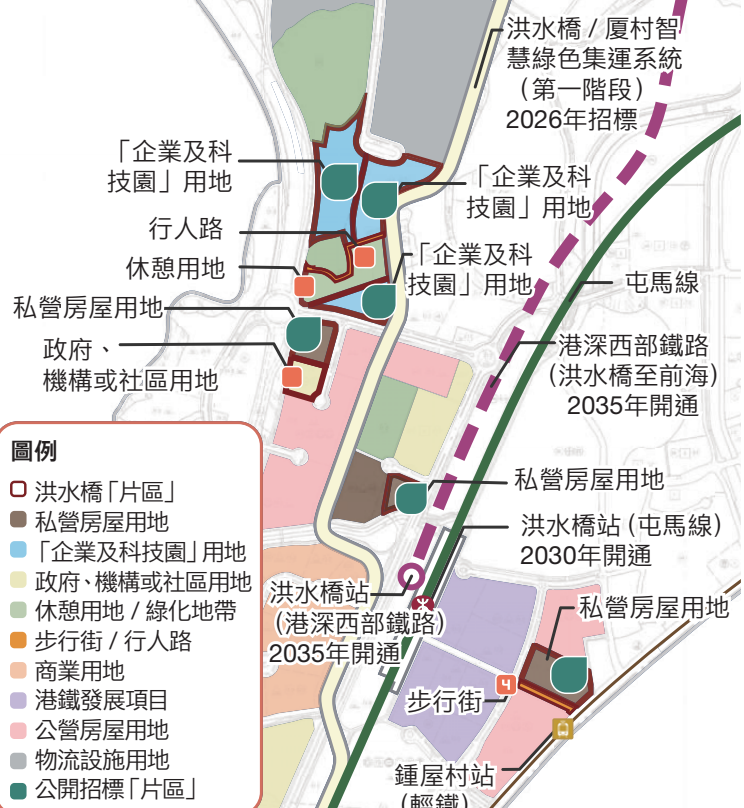 洪水橋 / 厦村智
慧綠色集運系統
（第一階段）
2026年招標
「企業及科
技園」用地
「企業及科
技園」用地
行人路
「企業及科
技園」用地
休憩用地
屯馬線
私營房屋用地
政府、
機構或社區用地
港深西部鐵路
(洪水橋至前海)
2035年開通
圖例
洪水橋「片區」
私營房屋用地
「企業及科技園」用地
政府、機構或社區用地
休憩用地 / 綠化地帶
步行街 / 行人路
商業用地
港鐵發展項目
公營房屋用地
物流設施用地
公開招標「片區」
私營房屋用地
洪水橋站 (屯馬線)
2030年開通
洪水橋站
(港深西部鐵路)
2035年開通
私營房屋用地
4
步行街
鍾屋村站
(輕鐵)